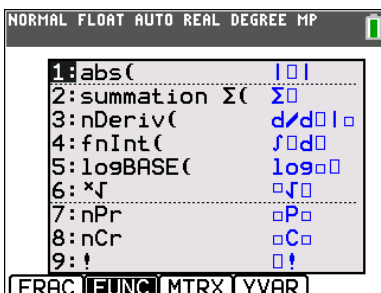 NORMAL FLOAT AUTO REAL DEGREE MP
1:abs( |▯|
2:summation Σ( Σ▯
3:nDeriv( d/d▯|▫
4:fnInt( ∫▯d▯
5:logBASE( log▫▯
6:ˣ√ ▫√▯
7:nPr ▫P▫
8:nCr ▫C▫
9:! ▯!
FRAC FUNC MTRX YVAR